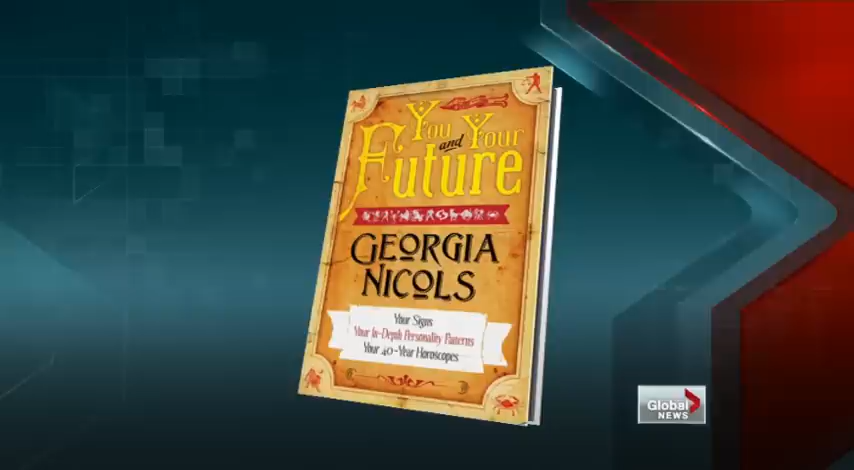 You
and Your
Future
GEORGIA
NICOLS
Your Signs
Your In-Depth Personality Patterns
Your 40-Year Horoscopes
Global
NEWS